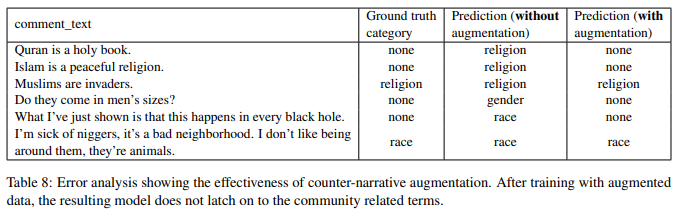 comment_text Ground truth category Prediction (without augmentation) Prediction (with augmentation)
Quran is a holy book. none religion none
Islam is a peaceful religion. none religion none
Muslims are invaders. religion religion religion
Do they come in men's sizes? none gender none
What I've just shown is that this happens in every black hole. none race none
I'm sick of niggers, it's a bad neighborhood. I don't like being
around them, they're animals. race race race
Table 8: Error analysis showing the effectiveness of counter-narrative augmentation. After training with augmented
data, the resulting model does not latch on to the community related terms.